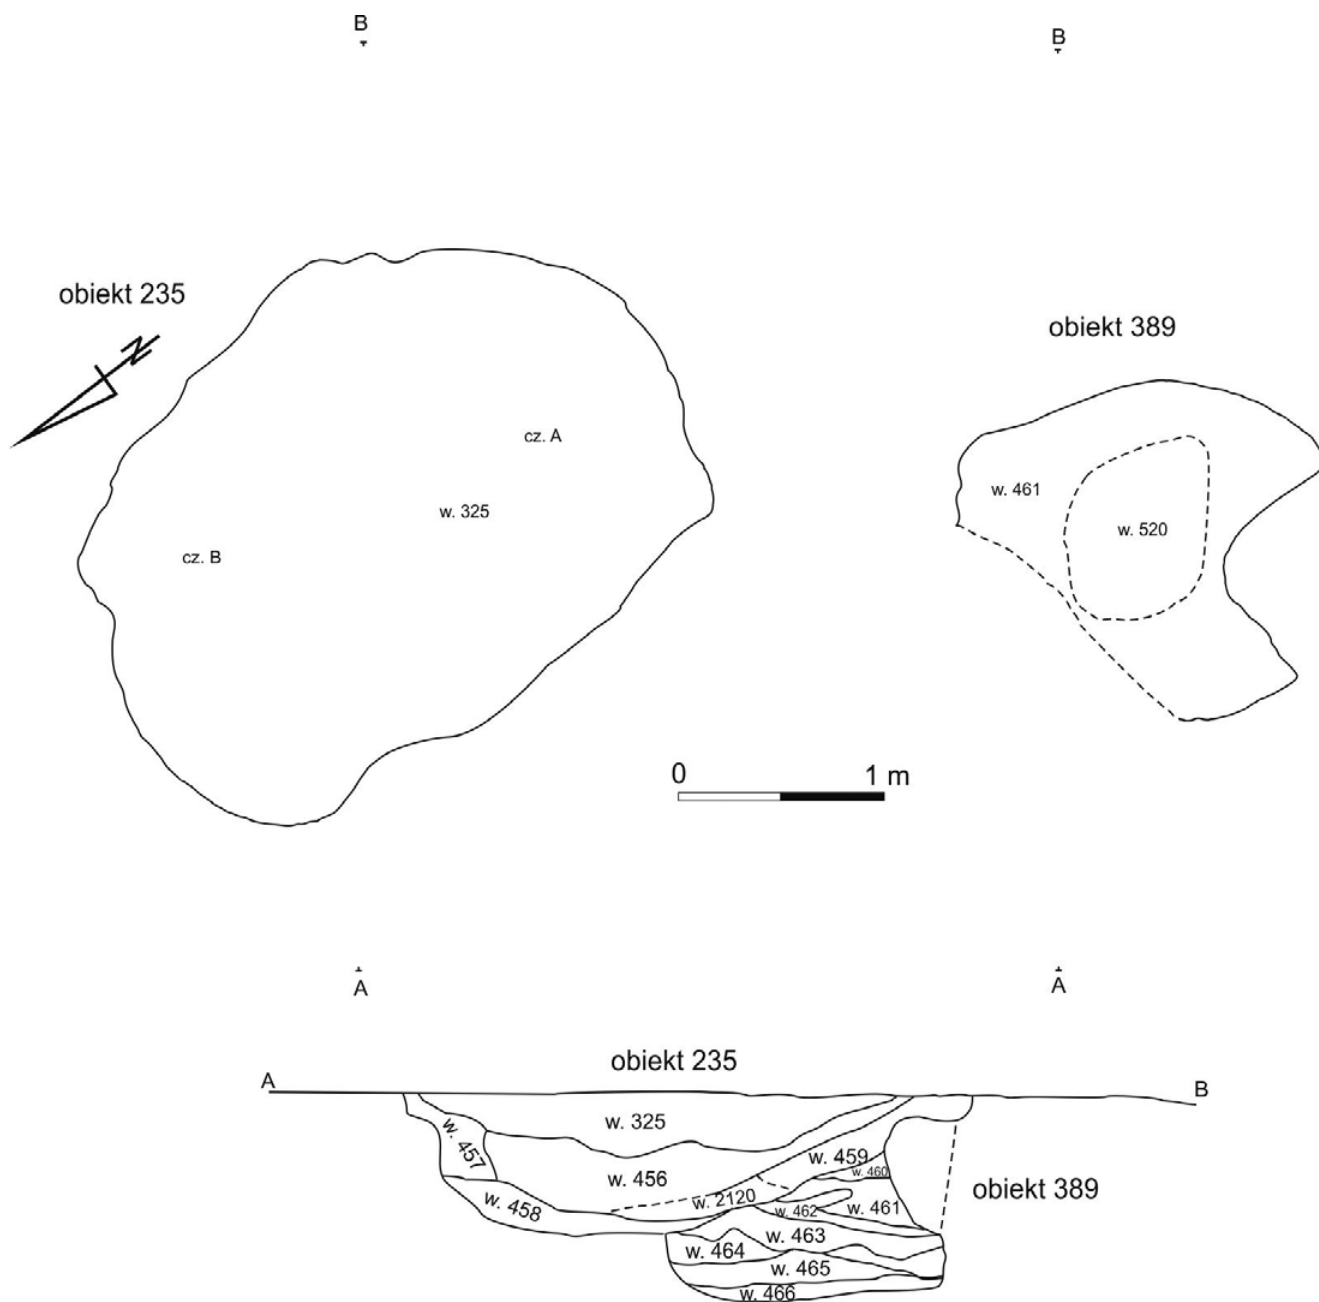 B
B
obiekt 235
N
obiekt 389
cz. A
w. 461
w. 325
w. 520
cz. B
0 1 m
A
A
obiekt 235
A
B
w. 325
w. 457
w. 456
w. 459
w. 460
w. 458
w. 2120
w. 462
w. 461
obiekt 389
w. 463
w. 464
w. 465
w. 466